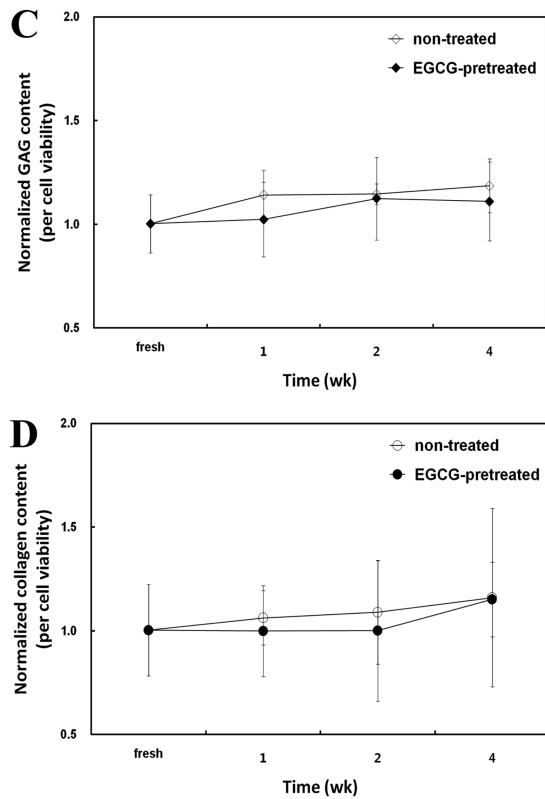 C
Normalized GAG content
(per cell viability)
2.0
1.5
1.0
0.5
non-treated
EGCG-pretreated
fresh
1
2
4
Time (wk)
D
Normalized collagen content
(per cell viability)
2.0
1.5
1.0
0.5
non-treated
EGCG-pretreated
fresh
1
2
4
Time (wk)